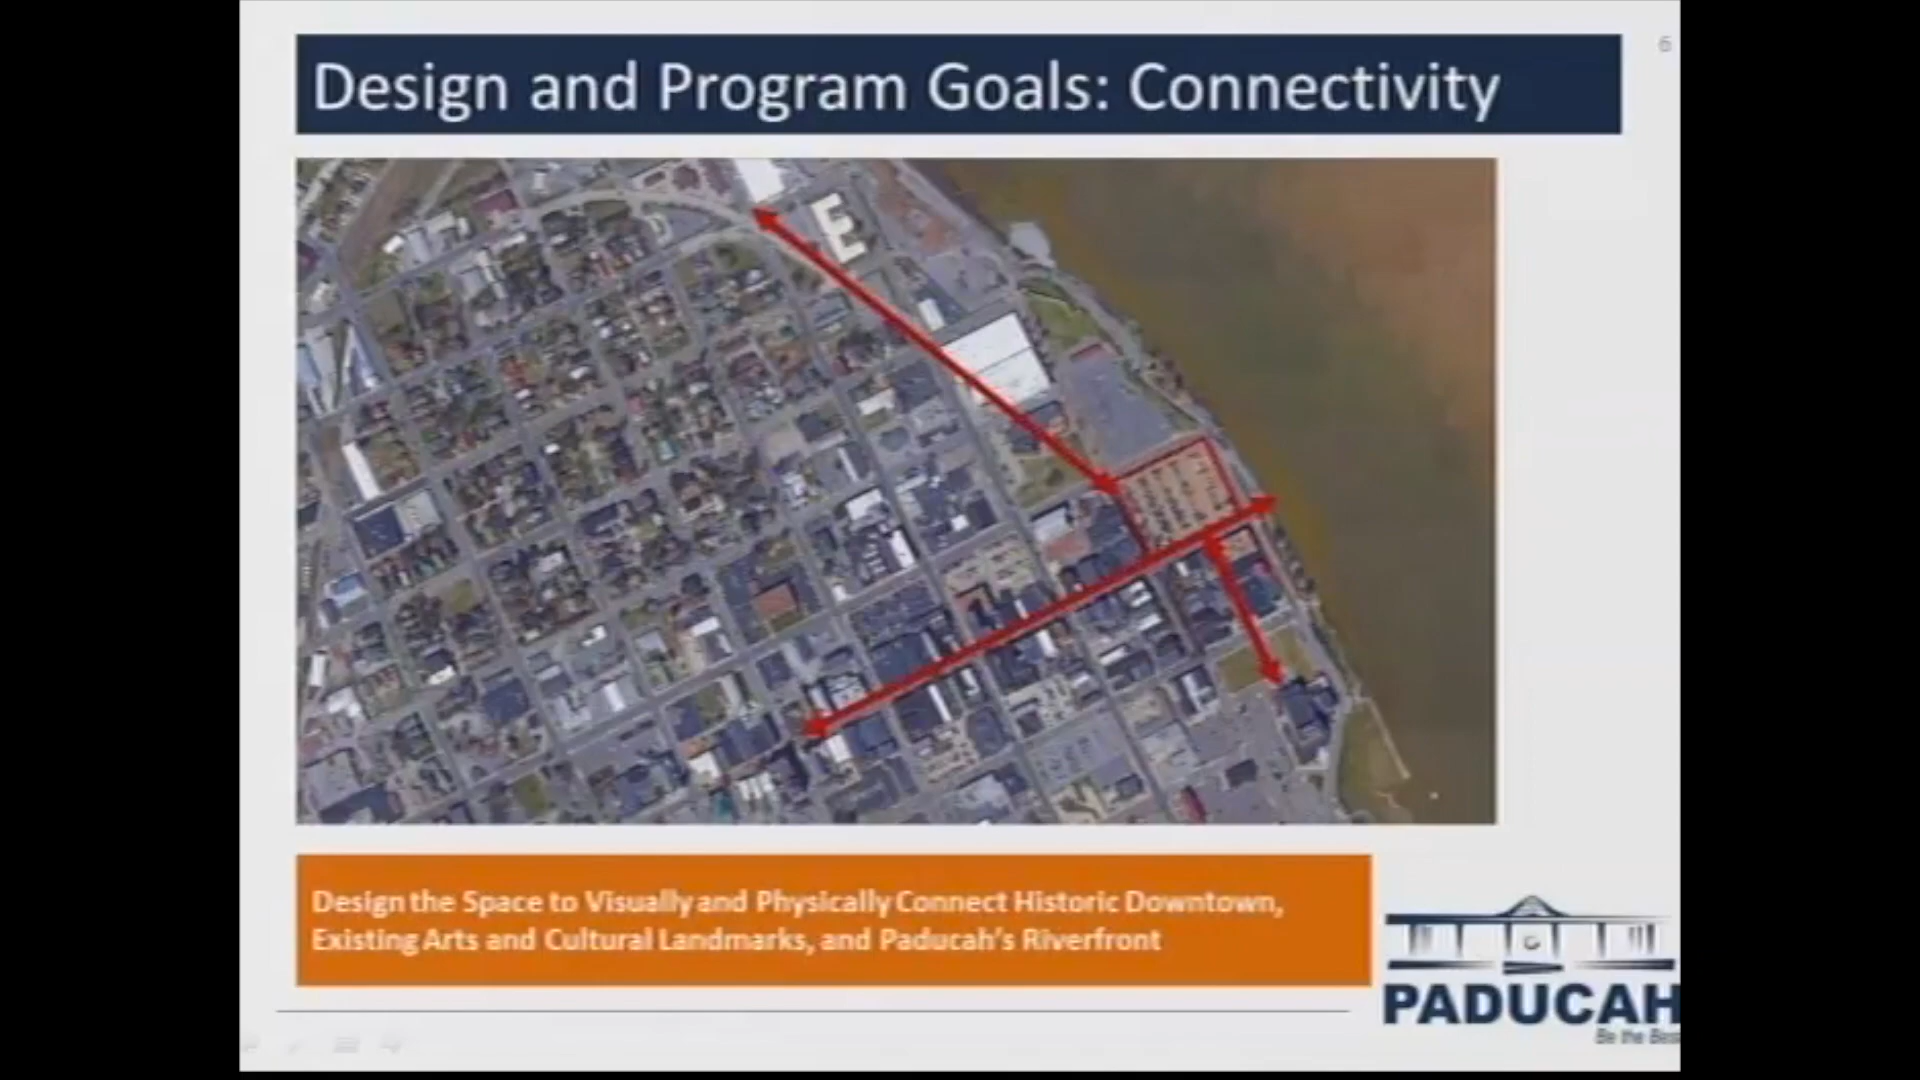 6
Design and Program Goals: Connectivity
Design the Space to Visually and Physically Connect Historic Downtown,
Existing Arts and Cultural Landmarks, and Paducah's Riverfront
PADUCAH
Be the